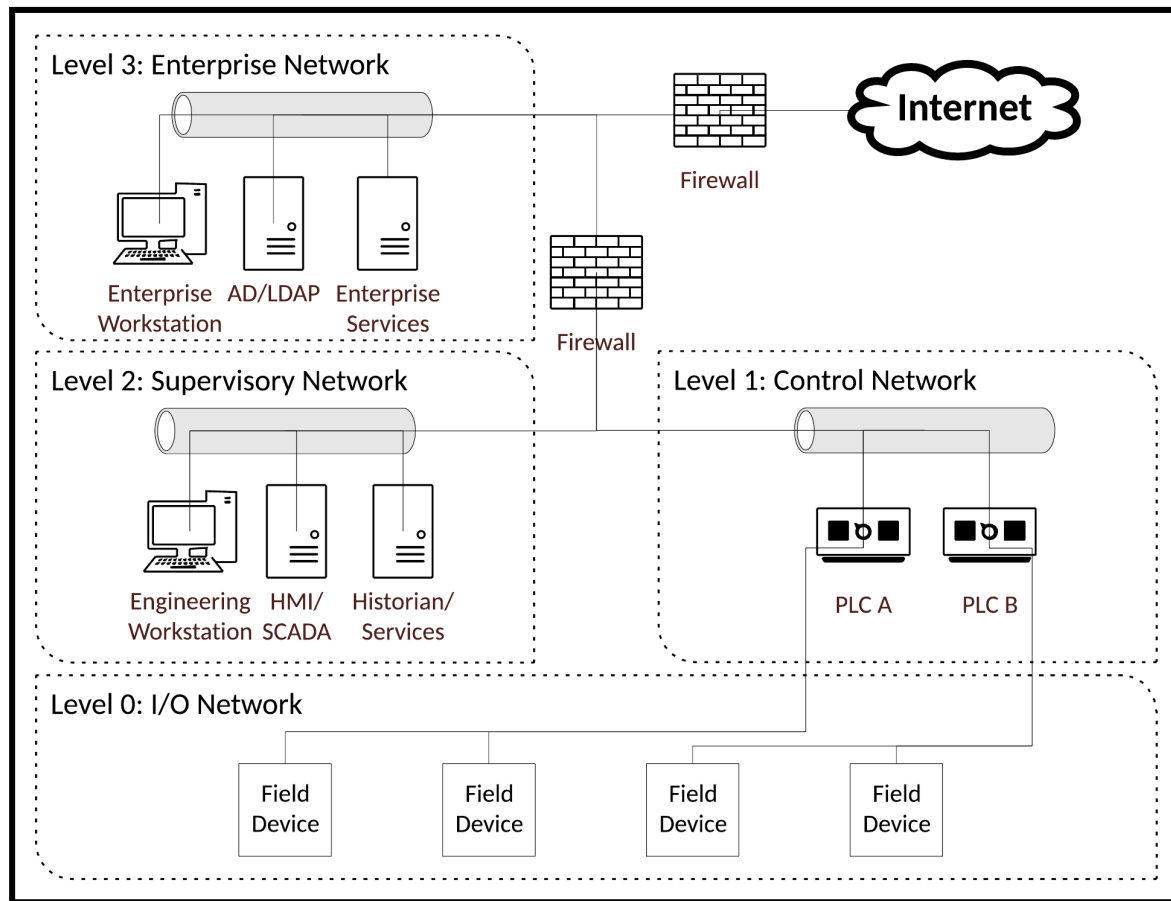 Level 3: Enterprise Network
Internet
Firewall
Enterprise
Workstation
AD/LDAP
Enterprise
Services
Firewall
Level 2: Supervisory Network
Level 1: Control Network
Engineering
Workstation
HMI/
SCADA
Historian/
Services
PLC A
PLC B
Level 0: I/O Network
Field
Device
Field
Device
Field
Device
Field
Device